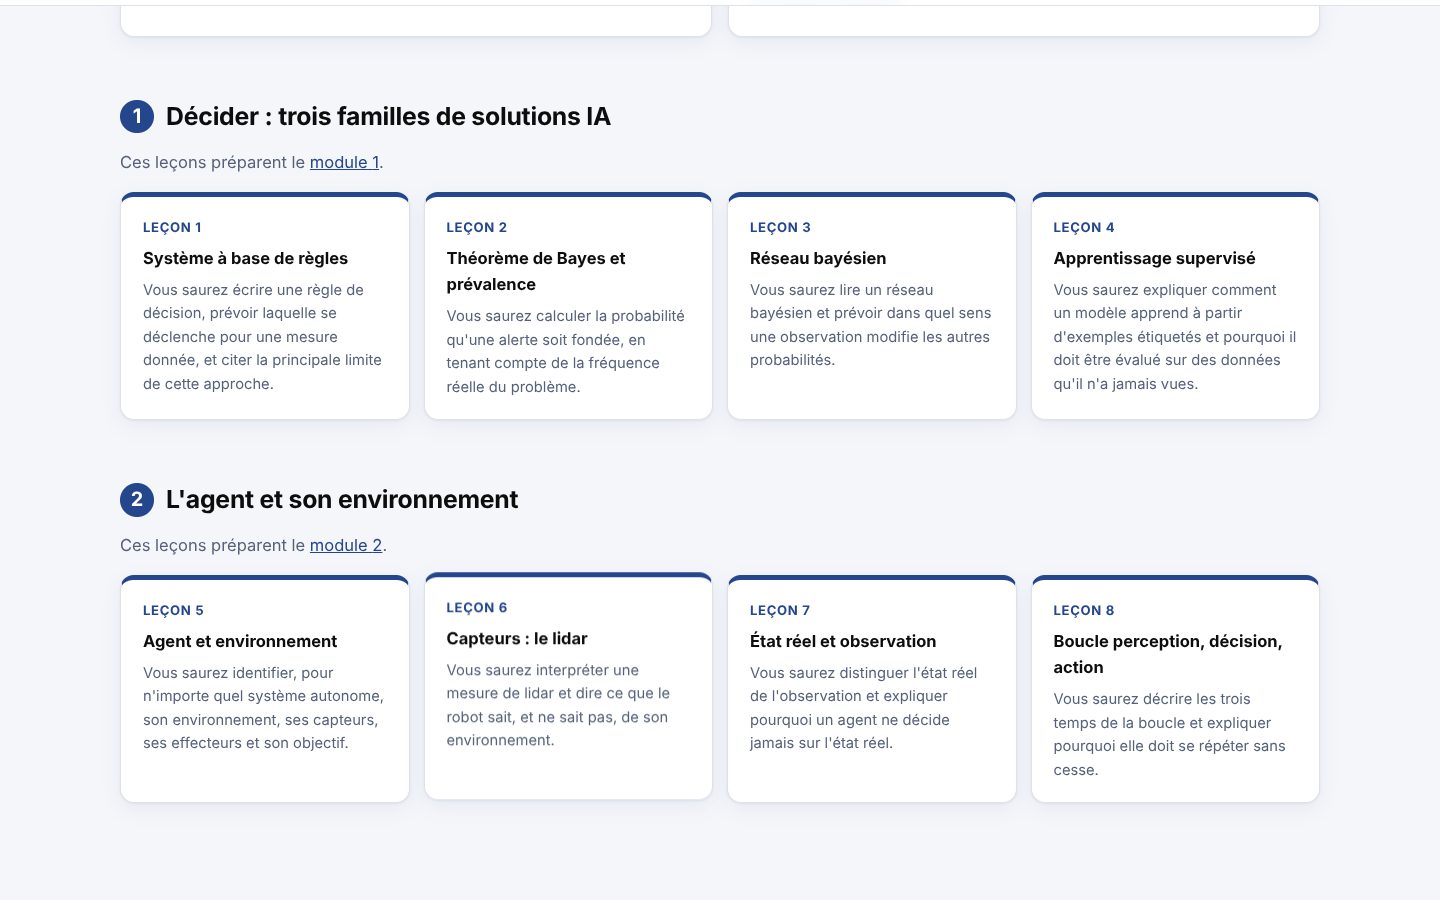 1 Décider : trois familles de solutions IA
Ces leçons préparent le module 1.
LEÇON 1
Système à base de règles
Vous saurez écrire une règle de
décision, prévoir laquelle se
déclenche pour une mesure
donnée, et citer la principale limite
de cette approche.
LEÇON 2
Théorème de Bayes et
prévalence
Vous saurez calculer la probabilité
qu'une alerte soit fondée, en
tenant compte de la fréquence
réelle du problème.
LEÇON 3
Réseau bayésien
Vous saurez lire un réseau
bayésien et prévoir dans quel sens
une observation modifie les autres
probabilités.
LEÇON 4
Apprentissage supervisé
Vous saurez expliquer comment
un modèle apprend à partir
d'exemples étiquetés et pourquoi il
doit être évalué sur des données
qu'il n'a jamais vues.
2 L'agent et son environnement
Ces leçons préparent le module 2.
LEÇON 5
Agent et environnement
Vous saurez identifier, pour
n'importe quel système autonome,
son environnement, ses capteurs,
ses effecteurs et son objectif.
LEÇON 6
Capteurs : le lidar
Vous saurez interpréter une
mesure de lidar et dire ce que le
robot sait, et ne sait pas, de son
environnement.
LEÇON 7
État réel et observation
Vous saurez distinguer l'état réel
de l'observation et expliquer
pourquoi un agent ne décide
jamais sur l'état réel.
LEÇON 8
Boucle perception, décision,
action
Vous saurez décrire les trois
temps de la boucle et expliquer
pourquoi elle doit se répéter sans
cesse.